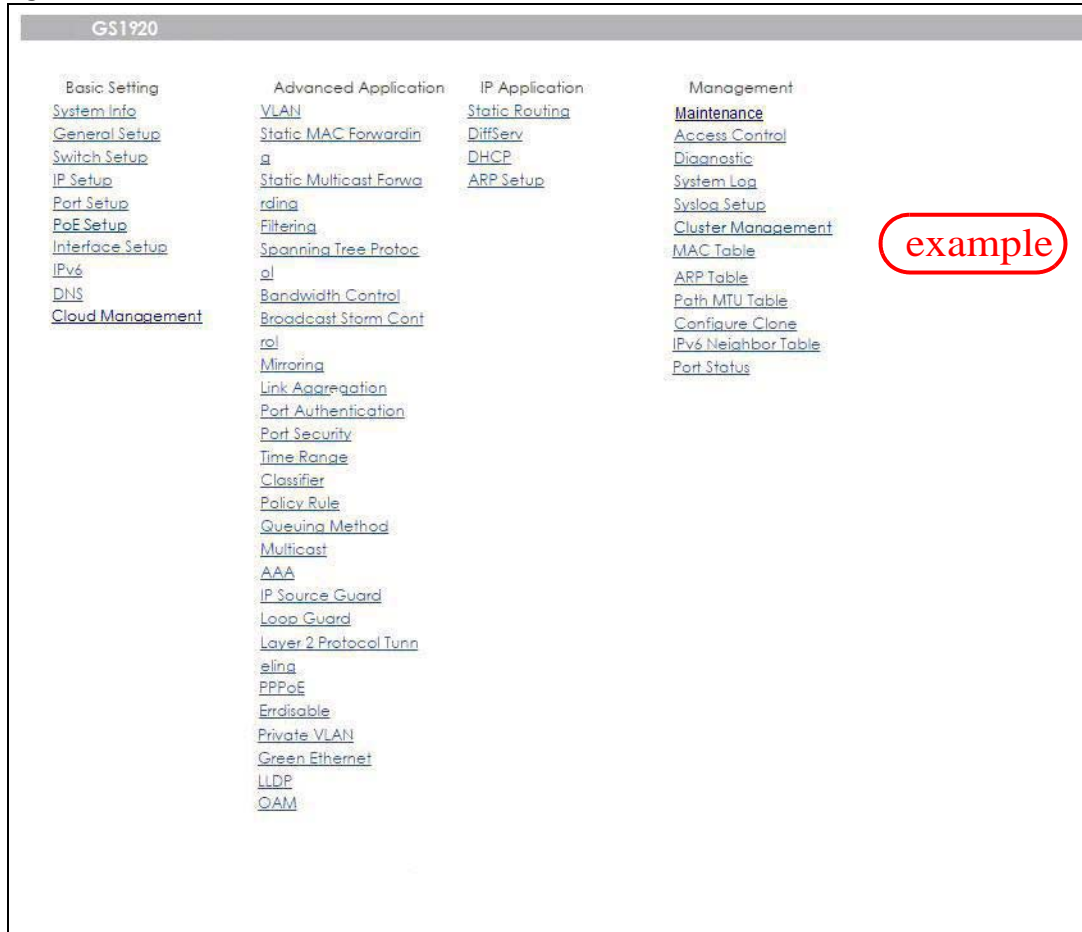 GS1920
Basic Setting
System Info
General Setup
Switch Setup
IP Setup
Port Setup
PoE Setup
Interface Setup
IPv6
DNS
Cloud Management
Advanced Application
VLAN
Static MAC Forwardin
g
Static Multicast Forwa
rding
Filtering
Spanning Tree Protoc
ol
Bandwidth Control
Broadcast Storm Cont
rol
Mirroring
Link Aggregation
Port Authentication
Port Security
Time Range
Classifier
Policy Rule
Queuing Method
Multicast
AAA
IP Source Guard
Loop Guard
Layer 2 Protocol Tunn
eling
PPPoE
Errdisable
Private VLAN
Green Ethernet
LLDP
OAM
IP Application
Static Routing
DiffServ
DHCP
ARP Setup
Management
Maintenance
Access Control
Diagnostic
System Log
Syslog Setup
Cluster Management
MAC Table
ARP Table
Path MTU Table
Configure Clone
IPv6 Neighbor Table
Port Status
example